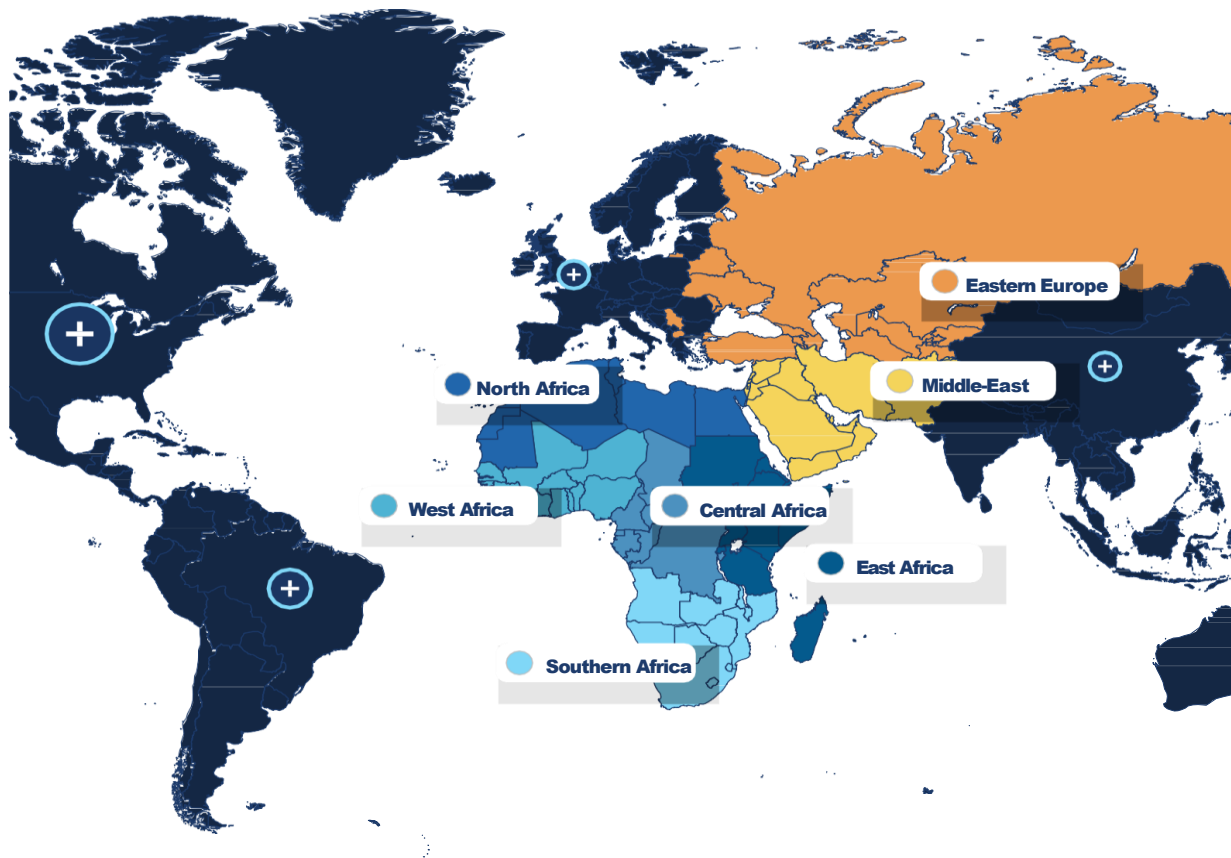 Eastern Europe
North Africa
Middle-East
West Africa
Central Africa
East Africa
Southern Africa